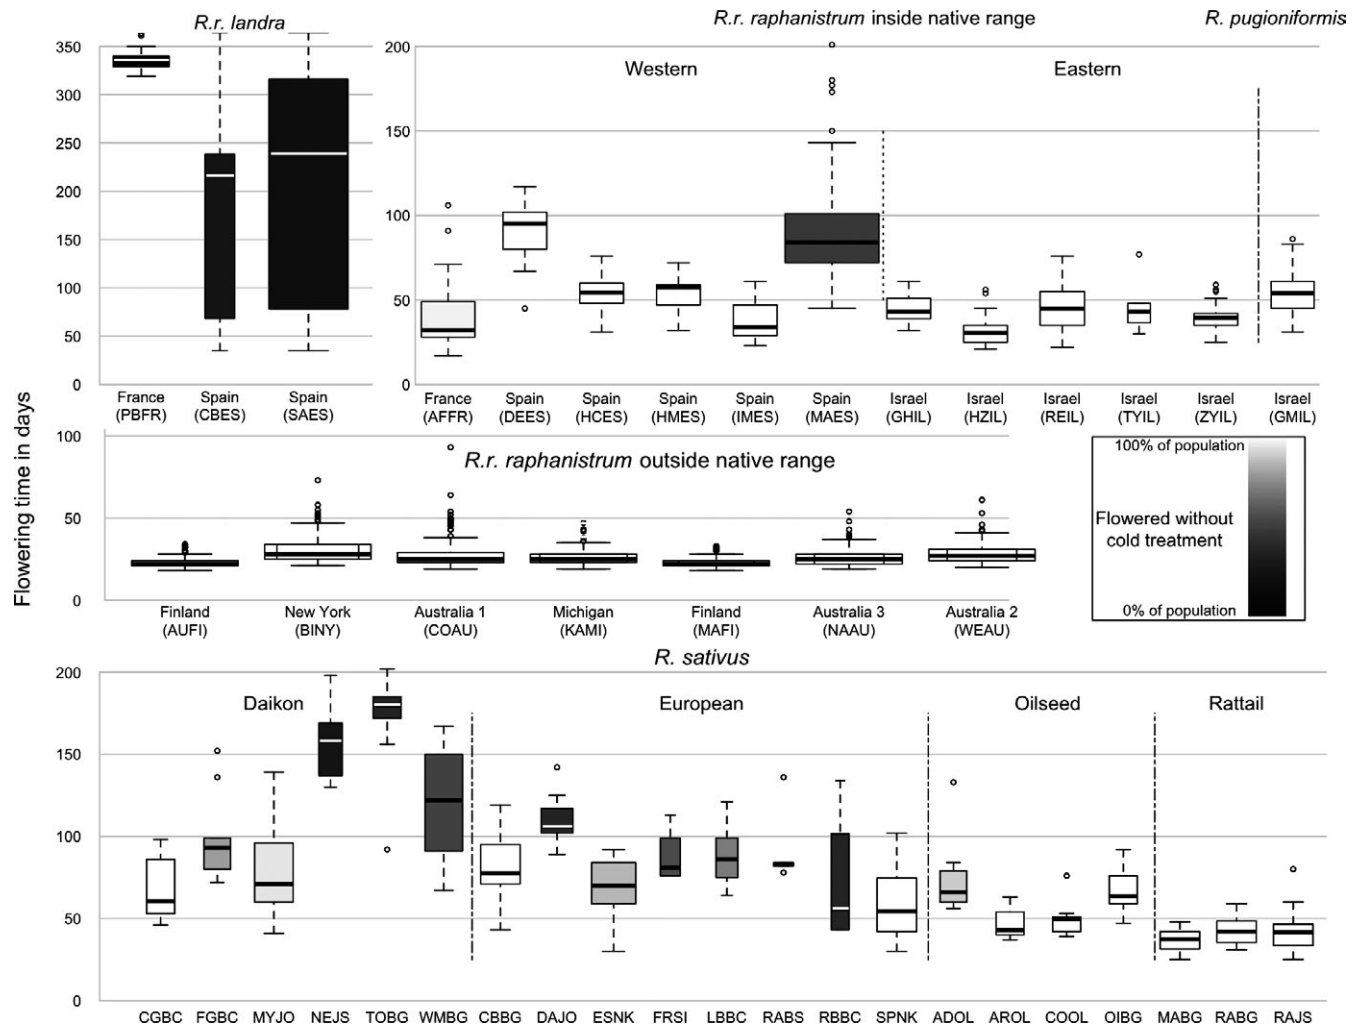 R.r. landra
R.r. raphanistrum inside native range
R. pugioniformis
Western
Eastern
350
300
250
200
150
100
50
0
200
150
100
50
0
France
(PBFR)
Spain
(CBES)
Spain
(SAES)
France
(AFFR)
Spain
(DEES)
Spain
(HCES)
Spain
(HMES)
Spain
(IMES)
Spain
(MAES)
Israel
(GHIL)
Israel
(HZIL)
Israel
(REIL)
Israel
(TYIL)
Israel
(ZYIL)
Israel
(GMIL)
Flowering time in days
R.r. raphanistrum outside native range
100
50
0
Finland
(AUFI)
New York
(BINY)
Australia 1
(COAU)
Michigan
(KAMI)
Finland
(MAFI)
Australia 3
(NAAU)
Australia 2
(WEAU)
100% of population
Flowered without
cold treatment
0% of population
R. sativus
Daikon
European
Oilseed
Rattail
200
150
100
50
0
CGBC FGBC MYJO NEJS TOBG WMBG CBBG DAJO ESNK FRSI LBBC RABS RBBC SPNK ADOL AROL COOL OIBG MABG RABG RAJS